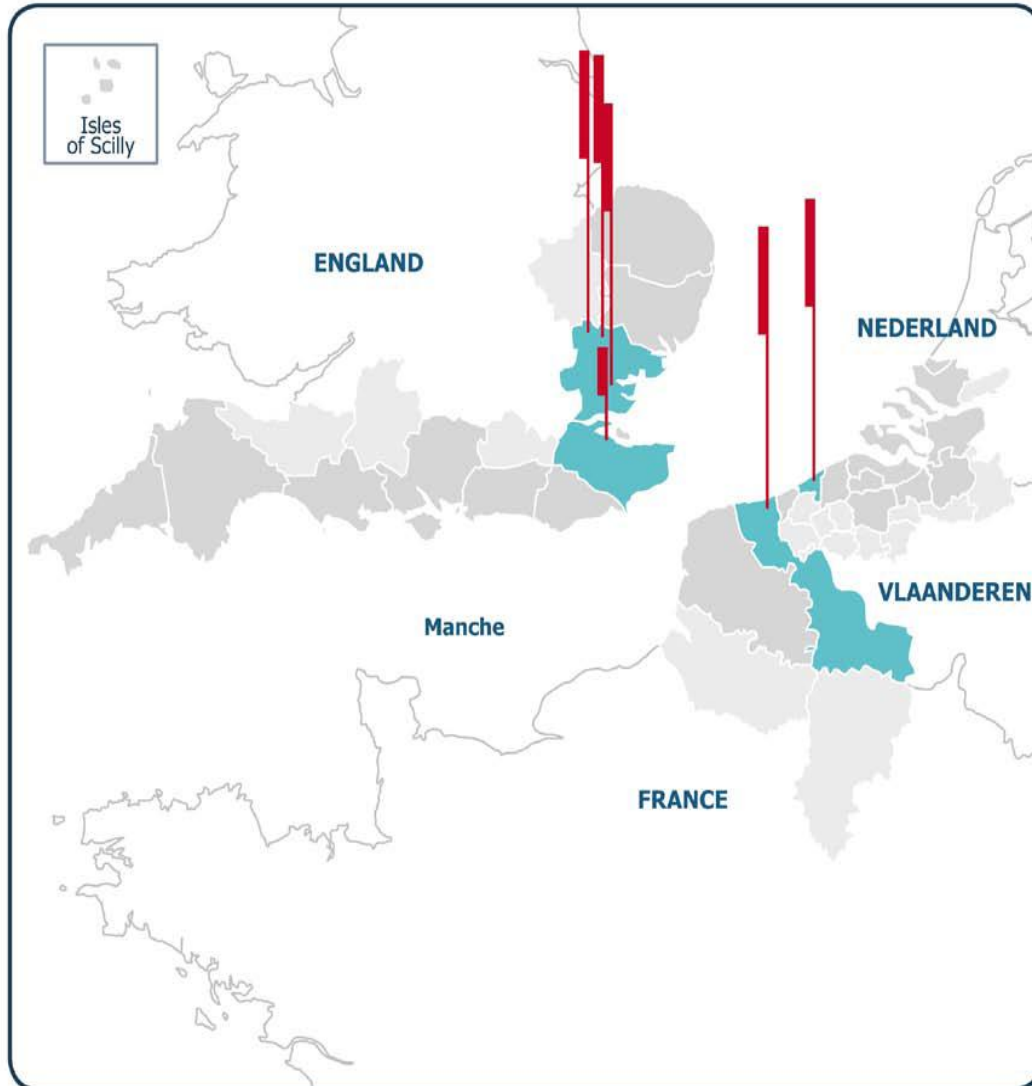 Isles
of Scilly
ENGLAND
NEDERLAND
VLAANDEREN
Manche
FRANCE